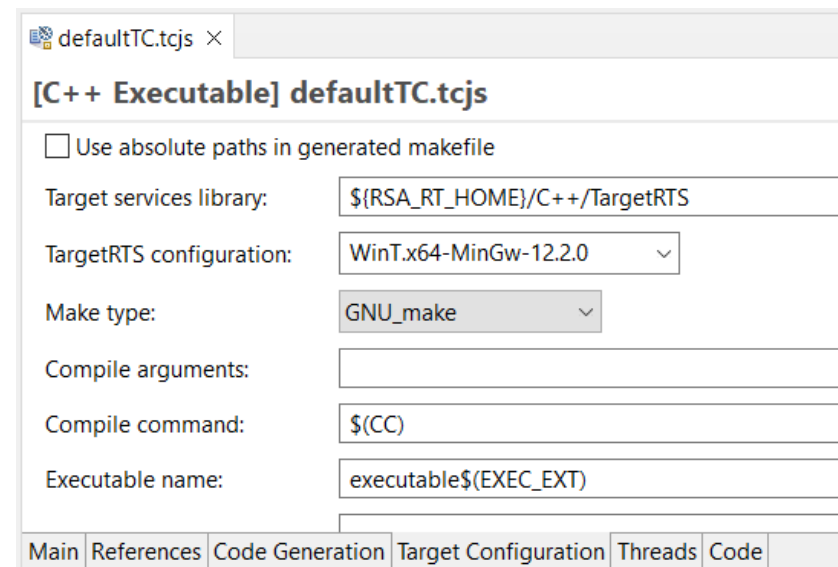 defaultTC.tcjs
[C++ Executable] defaultTC.tcjs
Use absolute paths in generated makefile
Target services library: ${RSA_RT_HOME}/C++/TargetRTS
TargetRTS configuration: WinT.x64-MinGw-12.2.0
Make type: GNU_make
Compile arguments:
Compile command: $(CC)
Executable name: executable$(EXEC_EXT)
Main References Code Generation Target Configuration Threads Code